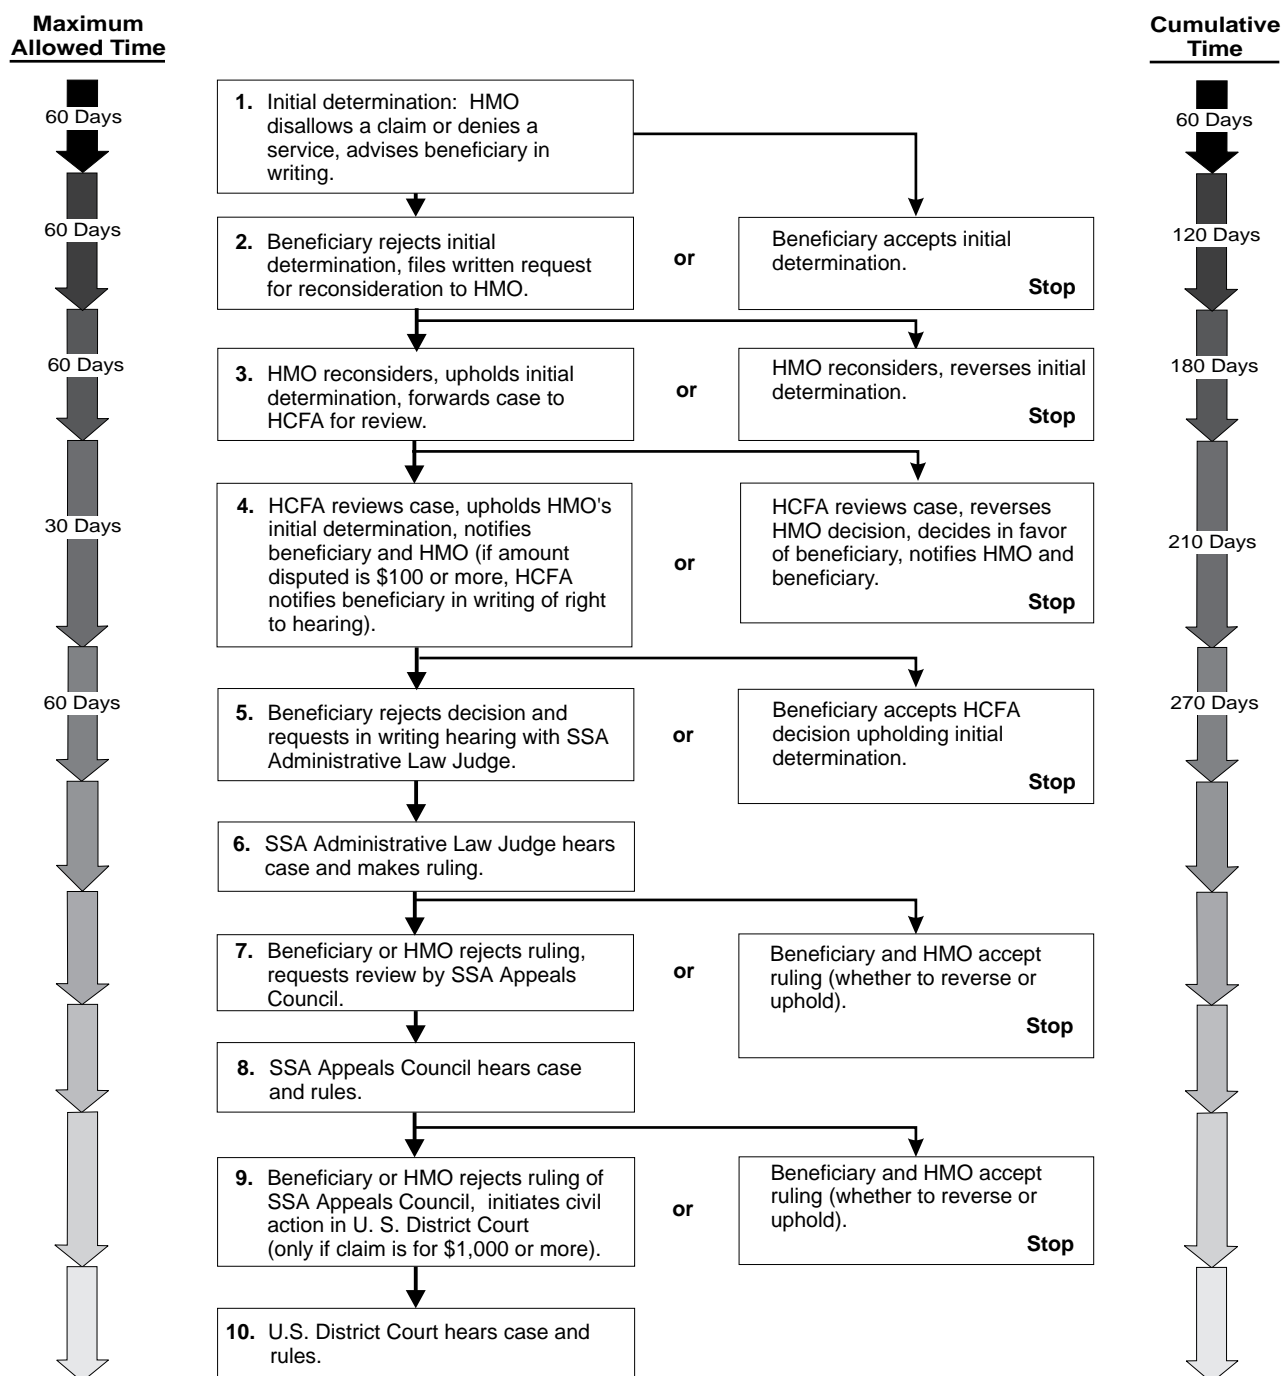 Maximum
Allowed Time
Cumulative
Time
60 Days
1. Initial determination: HMO
disallows a claim or denies a
service, advises beneficiary in
writing.
60 Days
60 Days
2. Beneficiary rejects initial
determination, files written request
for reconsideration to HMO.
or
Beneficiary accepts initial
determination.
Stop
120 Days
60 Days
3. HMO reconsiders, upholds initial
determination, forwards case to
HCFA for review.
or
HMO reconsiders, reverses initial
determination.
Stop
180 Days
30 Days
4. HCFA reviews case, upholds HMO's
initial determination, notifies
beneficiary and HMO (if amount
disputed is $100 or more, HCFA
notifies beneficiary in writing of right
to hearing).
or
HCFA reviews case, reverses
HMO decision, decides in favor
of beneficiary, notifies HMO and
beneficiary.
Stop
210 Days
60 Days
5. Beneficiary rejects decision and
requests in writing hearing with SSA
Administrative Law Judge.
or
Beneficiary accepts HCFA
decision upholding initial
determination.
Stop
270 Days
6. SSA Administrative Law Judge hears
case and makes ruling.
7. Beneficiary or HMO rejects ruling,
requests review by SSA Appeals
Council.
or
Beneficiary and HMO accept
ruling (whether to reverse or
uphold).
Stop
8. SSA Appeals Council hears case
and rules.
9. Beneficiary or HMO rejects ruling of
SSA Appeals Council, initiates civil
action in U. S. District Court
(only if claim is for $1,000 or more).
or
Beneficiary and HMO accept
ruling (whether to reverse or
uphold).
Stop
10. U.S. District Court hears case and
rules.